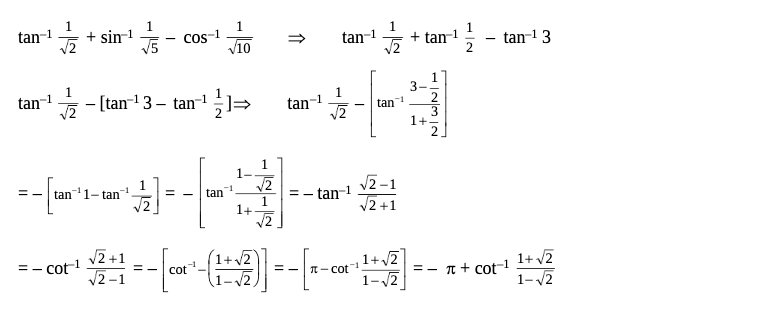 tan⁻¹ 1/√2 + sin⁻¹ 1/√5 – cos⁻¹ 1/√10 ⇒ tan⁻¹ 1/√2 + tan⁻¹ 1/2 – tan⁻¹ 3
tan⁻¹ 1/√2 – [tan⁻¹ 3 – tan⁻¹ 1/2] ⇒ tan⁻¹ 1/√2 – [tan⁻¹ (3–1/2)/(1+3/2)]
= – [tan⁻¹ 1 – tan⁻¹ 1/√2] = – [tan⁻¹ (1–1/√2)/(1+1/√2)] = – tan⁻¹ (√2–1)/(√2+1)
= – cot⁻¹ (√2+1)/(√2–1) = – [cot⁻¹ –((1+√2)/(1–√2))] = – [π – cot⁻¹ (1+√2)/(1–√2)] = – π + cot⁻¹ (1+√2)/(1–√2)